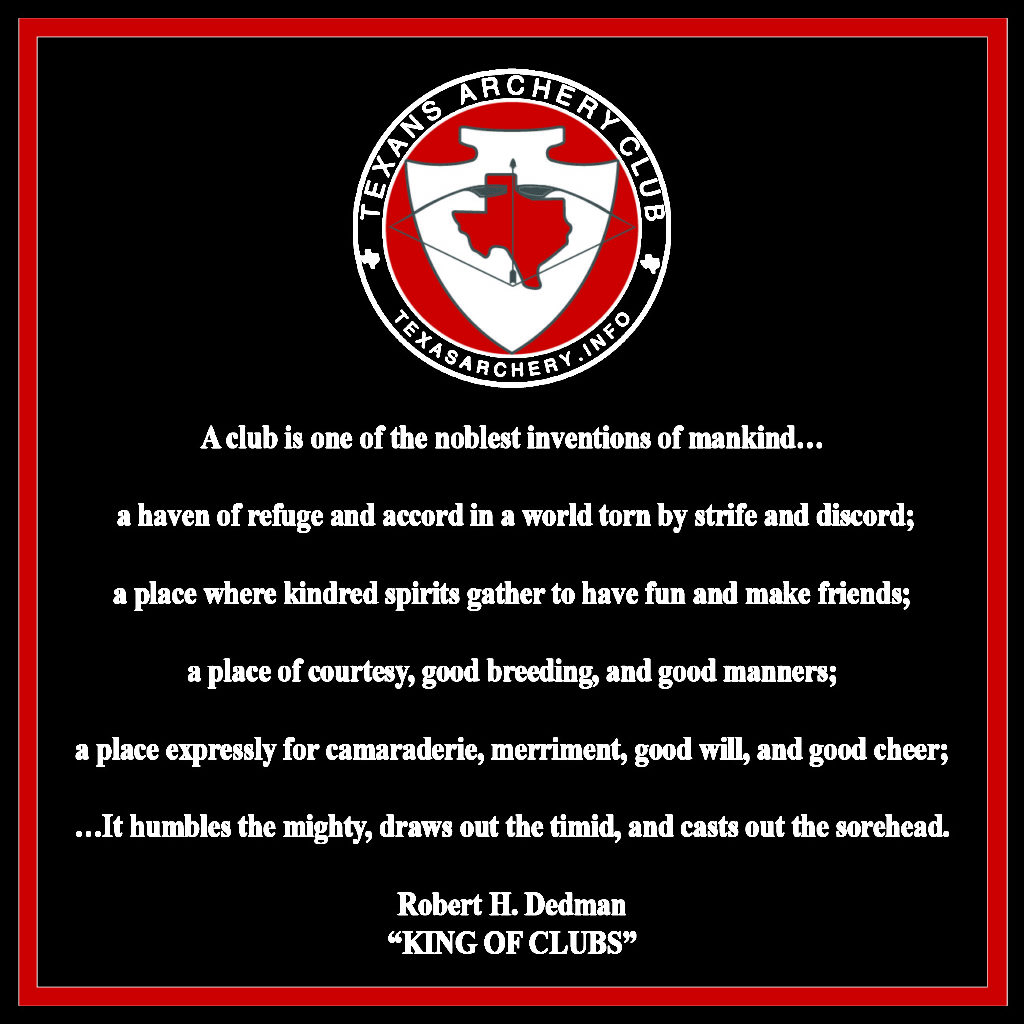 TEXANS ARCHERY CLUB
TEXASARCHERY.INFO
A club is one of the noblest inventions of mankind…
a haven of refuge and accord in a world torn by strife and discord;
a place where kindred spirits gather to have fun and make friends;
a place of courtesy, good breeding, and good manners;
a place expressly for camaraderie, merriment, good will, and good cheer;
…It humbles the mighty, draws out the timid, and casts out the sorehead.
Robert H. Dedman
“KING OF CLUBS”